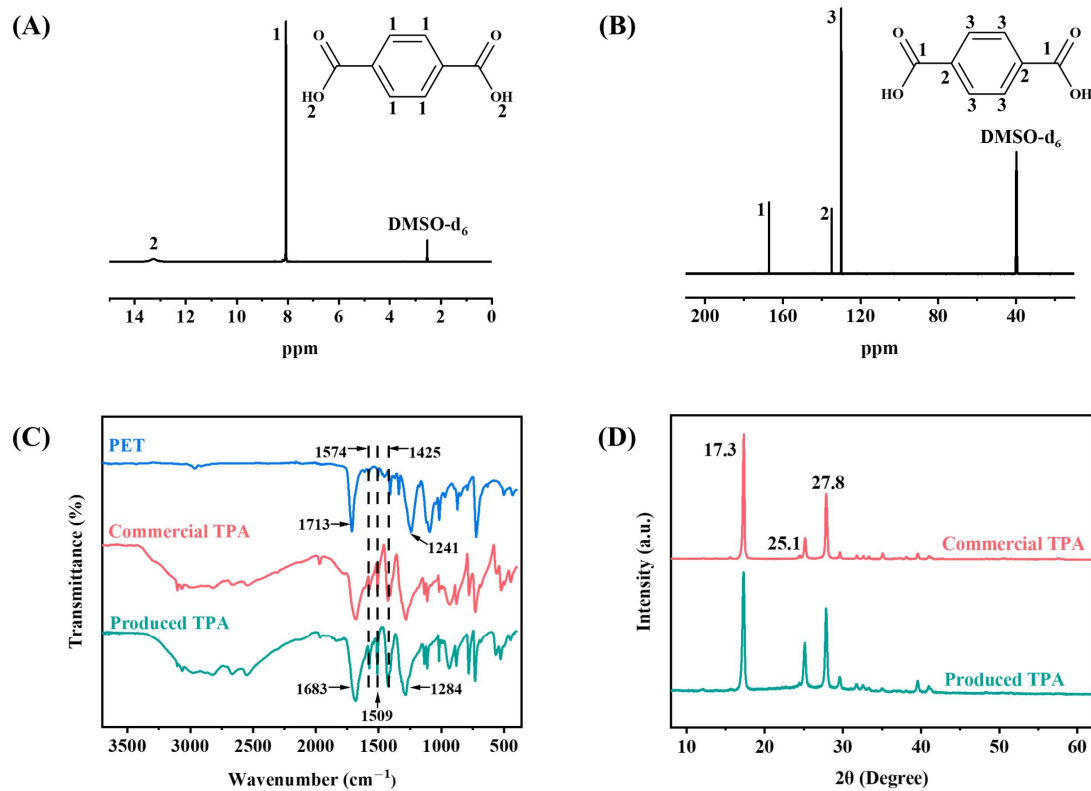 (A)
1
O
1
1
O
HO
2
1
1
OH
2
DMSO-d₆
2
14 12 10 8 6 4 2 0
ppm
(B)
3
O
1
3
3
1
O
2
2
HO
3
3
OH
DMSO-d₆
1
2
200 160 120 80 40
ppm
(C)
PET
1574
1425
1713
1241
Commercial TPA
Produced TPA
1683
1509
1284
Transmittance (%)
3500 3000 2500 2000 1500 1000 500
Wavenumber (cm⁻¹)
(D)
17.3
27.8
25.1
Commercial TPA
Produced TPA
Intensity (a.u.)
10 20 30 40 50 60
2θ (Degree)